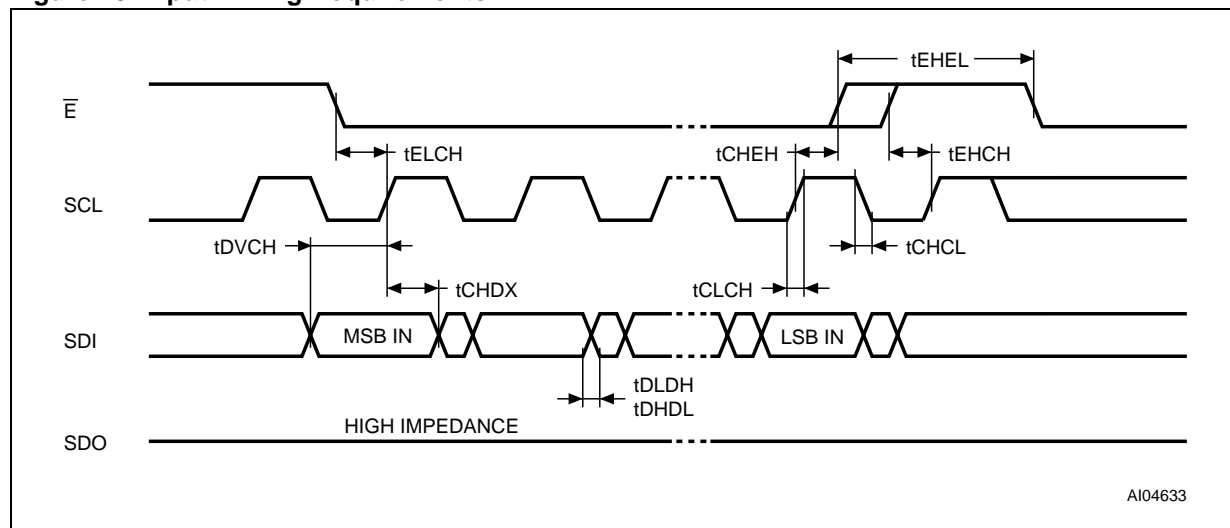 tEHEL
E̅
tELCH
tCHEH
tEHCH
SCL
tDVCH
tCHCL
tCHDX
tCLCH
SDI
MSB IN
LSB IN
tDLDH
tDHDL
HIGH IMPEDANCE
SDO
AI04633